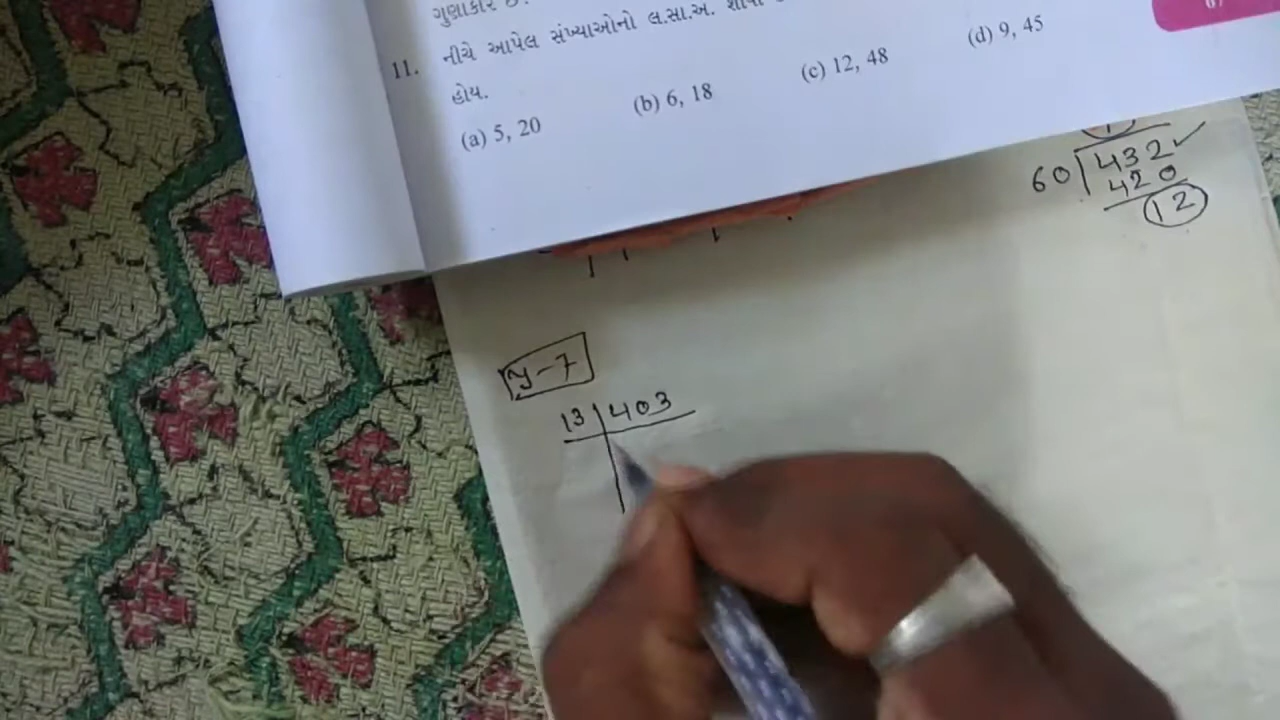 ગુણાકાર છે.
11. નીચે આપેલ સંખ્યાઓનો લ.સા.અ. શોધો
હોય.
(a) 5, 20 (b) 6, 18 (c) 12, 48 (d) 9, 45
60 432
420
12
y-7
13 403